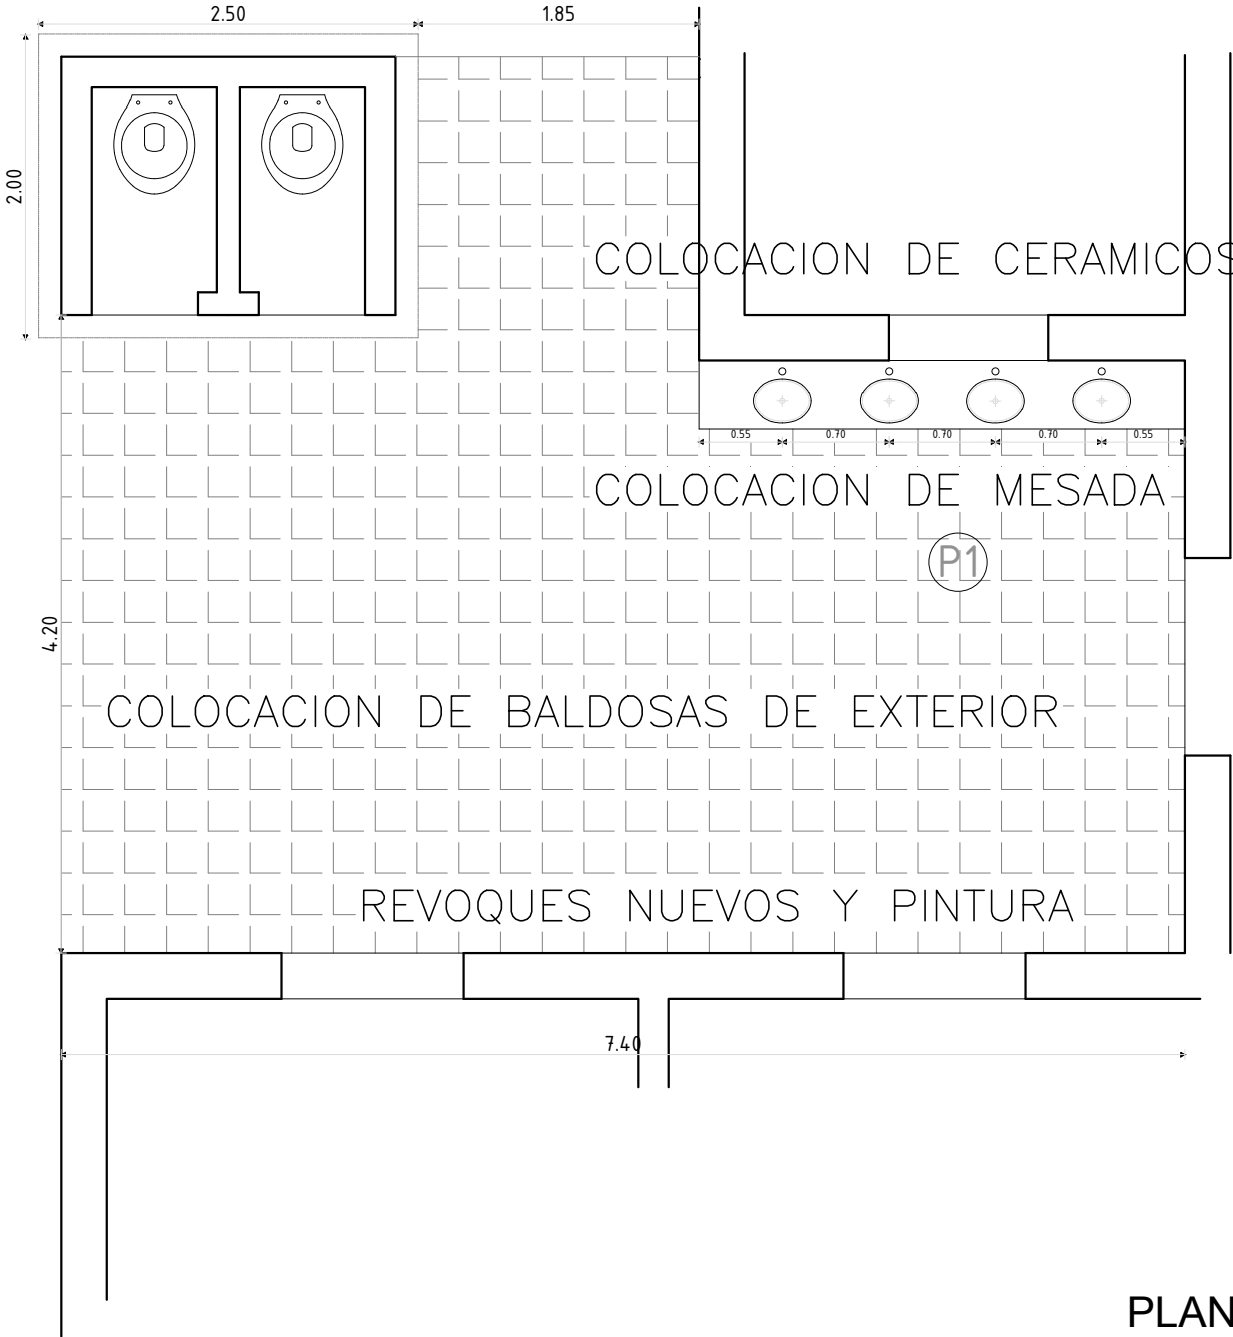 2.50
1.85
2.00
COLOCACION DE CERAMICOS
0.55 0.70 0.70 0.70 0.55
COLOCACION DE MESADA
P1
4.20
COLOCACION DE BALDOSAS DE EXTERIOR
REVOQUES NUEVOS Y PINTURA
7.40
PLAN